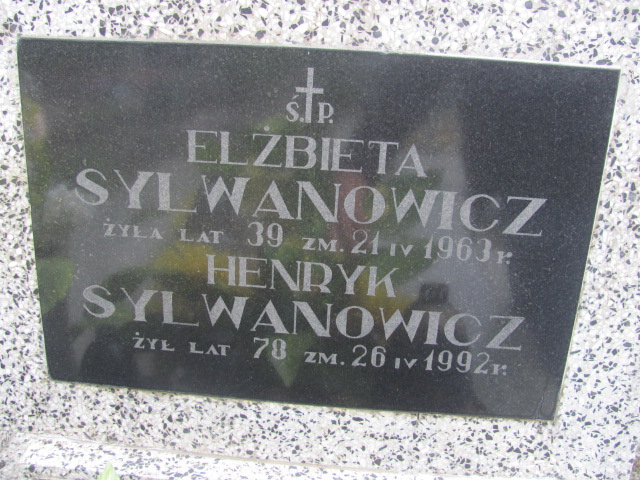 Ś.P.
ELŻBIETA
SYLWANOWICZ
ŻYŁA LAT 39 ZM. 21 IV 1963 r.
HENRYK
SYLWANOWICZ
ŻYŁ LAT 78 ZM. 26 IV 1992 r.